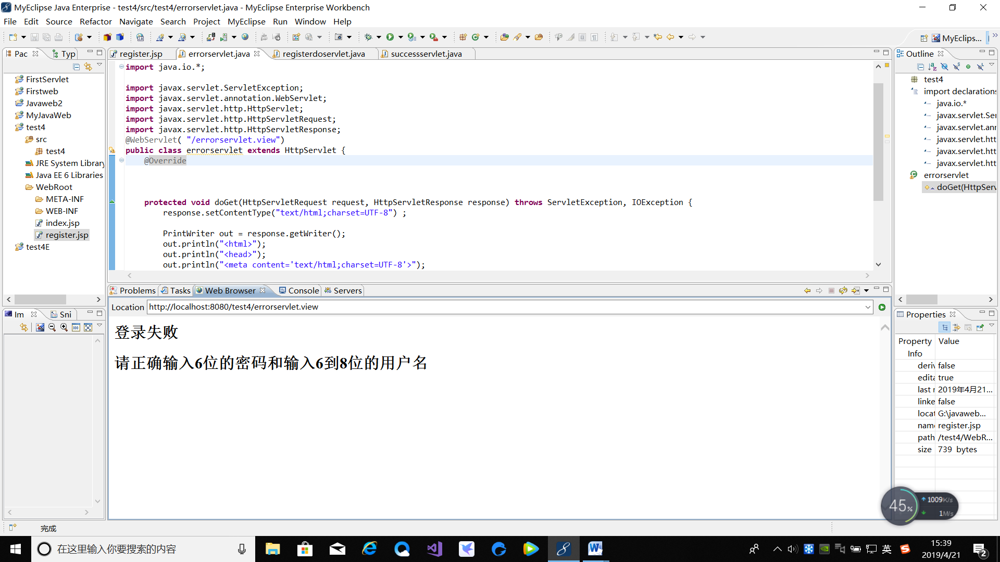 MyEclipse Java Enterprise - test4/src/test4/errorservlet.java - MyEclipse Enterprise Workbench
File Edit Source Refactor Navigate Search Project MyEclipse Run Window Help
MyEclips...
Pac Typ
FirstServlet
Firstweb
Javaweb2
MyJavaWeb
test4
src
test4
JRE System Library
Java EE 6 Libraries
WebRoot
META-INF
WEB-INF
index.jsp
register.jsp
test4E
Im Sni
register.jsp errorservlet.java registerdoservlet.java successservlet.java
import java.io.*;
import javax.servlet.ServletException;
import javax.servlet.annotation.WebServlet;
import javax.servlet.http.HttpServlet;
import javax.servlet.http.HttpServletRequest;
import javax.servlet.http.HttpServletResponse;
@WebServlet( "/errorservlet.view")
public class errorservlet extends HttpServlet {
@Override
protected void doGet(HttpServletRequest request, HttpServletResponse response) throws ServletException, IOException {
response.setContentType("text/html;charset=UTF-8") ;
PrintWriter out = response.getWriter();
out.println("<html>");
out.println("<head>");
out.println("<meta content='text/html;charset=UTF-8'>");
Problems Tasks Web Browser Console Servers
Location http://localhost:8080/test4/errorservlet.view
登录失败
请正确输入6位的密码和输入6到8位的用户名
Outline
test4
import declarations
java.io.*
javax.servlet.Ser
javax.servlet.anr
javax.servlet.htt
javax.servlet.htt
javax.servlet.htt
errorservlet
doGet(HttpServ
Properties
Property Value
Info
deriv false
edita true
last r 2019年4月21...
linke false
locat G:\javaweb...
name register.jsp
path /test4/WebR...
size 739 bytes
45%
1009K/s
1M/s
完成
在这里输入你要搜索的内容
英
15:39
2019/4/21
2